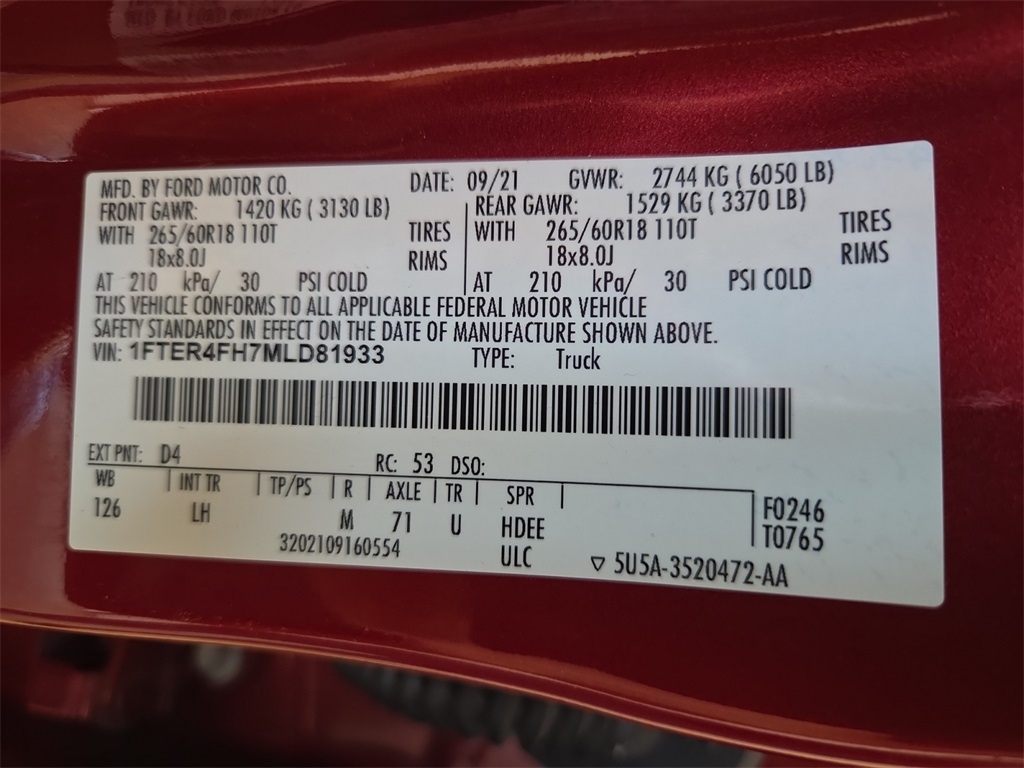 MFD. BY FORD MOTOR CO. DATE: 09/21 GVWR: 2744 KG ( 6050 LB)
FRONT GAWR: 1420 KG ( 3130 LB) REAR GAWR: 1529 KG ( 3370 LB)
WITH 265/60R18 110T TIRES WITH 265/60R18 110T TIRES
18x8.0J RIMS 18x8.0J RIMS
AT 210 kPa/ 30 PSI COLD AT 210 kPa/ 30 PSI COLD
THIS VEHICLE CONFORMS TO ALL APPLICABLE FEDERAL MOTOR VEHICLE
SAFETY STANDARDS IN EFFECT ON THE DATE OF MANUFACTURE SHOWN ABOVE.
VIN: 1FTER4FH7MLD81933 TYPE: Truck
EXT PNT: D4 RC: 53 DSO:
WB INT TR TP/PS R AXLE TR SPR F0246
126 LH M 71 U HDEE T0765
3202109160554 ULC ▽ 5U5A-3520472-AA